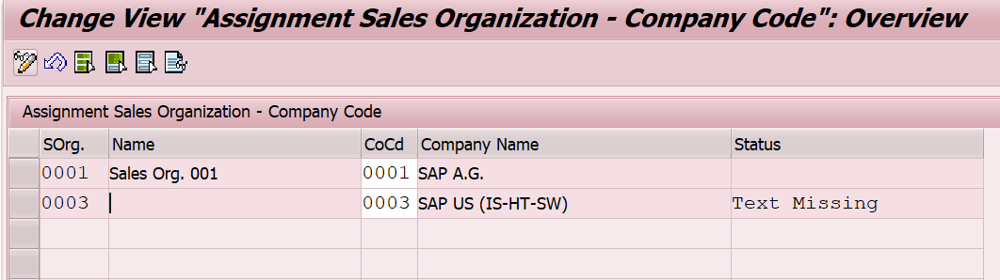 Change View "Assignment Sales Organization - Company Code": Overview
Assignment Sales Organization - Company Code
SOrg. Name CoCd Company Name Status
0001 Sales Org. 001 0001 SAP A.G.
0003 0003 SAP US (IS-HT-SW) Text Missing